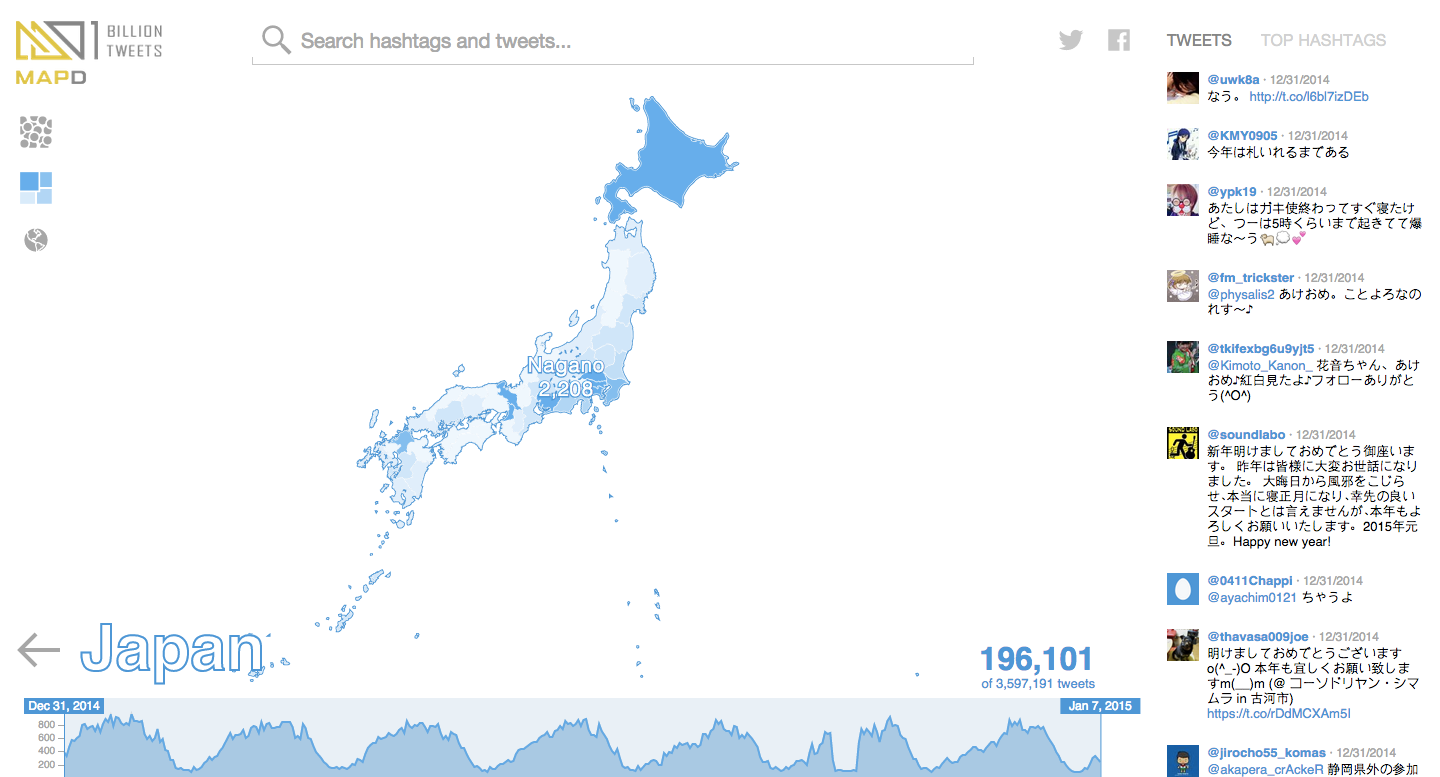 1 BILLION
TWEETS
MAPD
Search hashtags and tweets...
TWEETS TOP HASHTAGS
@uwk8a · 12/31/2014
なう。 http://t.co/l6bl7izDEb
@KMY0905 · 12/31/2014
今年は札いれるまである
@ypk19 · 12/31/2014
あたしはガキ使終わってすぐ寝たけ
ど、つーは5時くらいまで起きてて爆
睡な〜う🐑💭💕
@fm_trickster · 12/31/2014
@physalis2 あけおめ。ことよろなの
れす〜♪
@tkifexbg6u9yjt5 · 12/31/2014
@Kimoto_Kanon_ 花音ちゃん、あけ
おめ♪紅白見たよ♪フォローありがと
う(^O^)
@soundlabo · 12/31/2014
新年明けましておめでとう御座いま
す。 昨年は皆様に大変お世話になり
ました。 大晦日から風邪をこじら
せ､本当に寝正月になり､幸先の良い
スタートとは言えませんが､本年もよ
ろしくお願いいたします。2015年元
旦。Happy new year!
@0411Chappi · 12/31/2014
@ayachim0121 ちゃうよ
@thavasa009joe · 12/31/2014
明けましておめでとうございます
o(^_-)O 本年も宜しくお願い致しま
すm(__)m (@ コーソドリヤン・シマ
ムラ in 古河市)
https://t.co/rDdMCXAm5I
@jirocho55_komas · 12/31/2014
@akapera_crAckeR 静岡県外の参加
Nagano
2,208
Japan
196,101
of 3,597,191 tweets
Dec 31, 2014
Jan 7, 2015
800
600
400
200